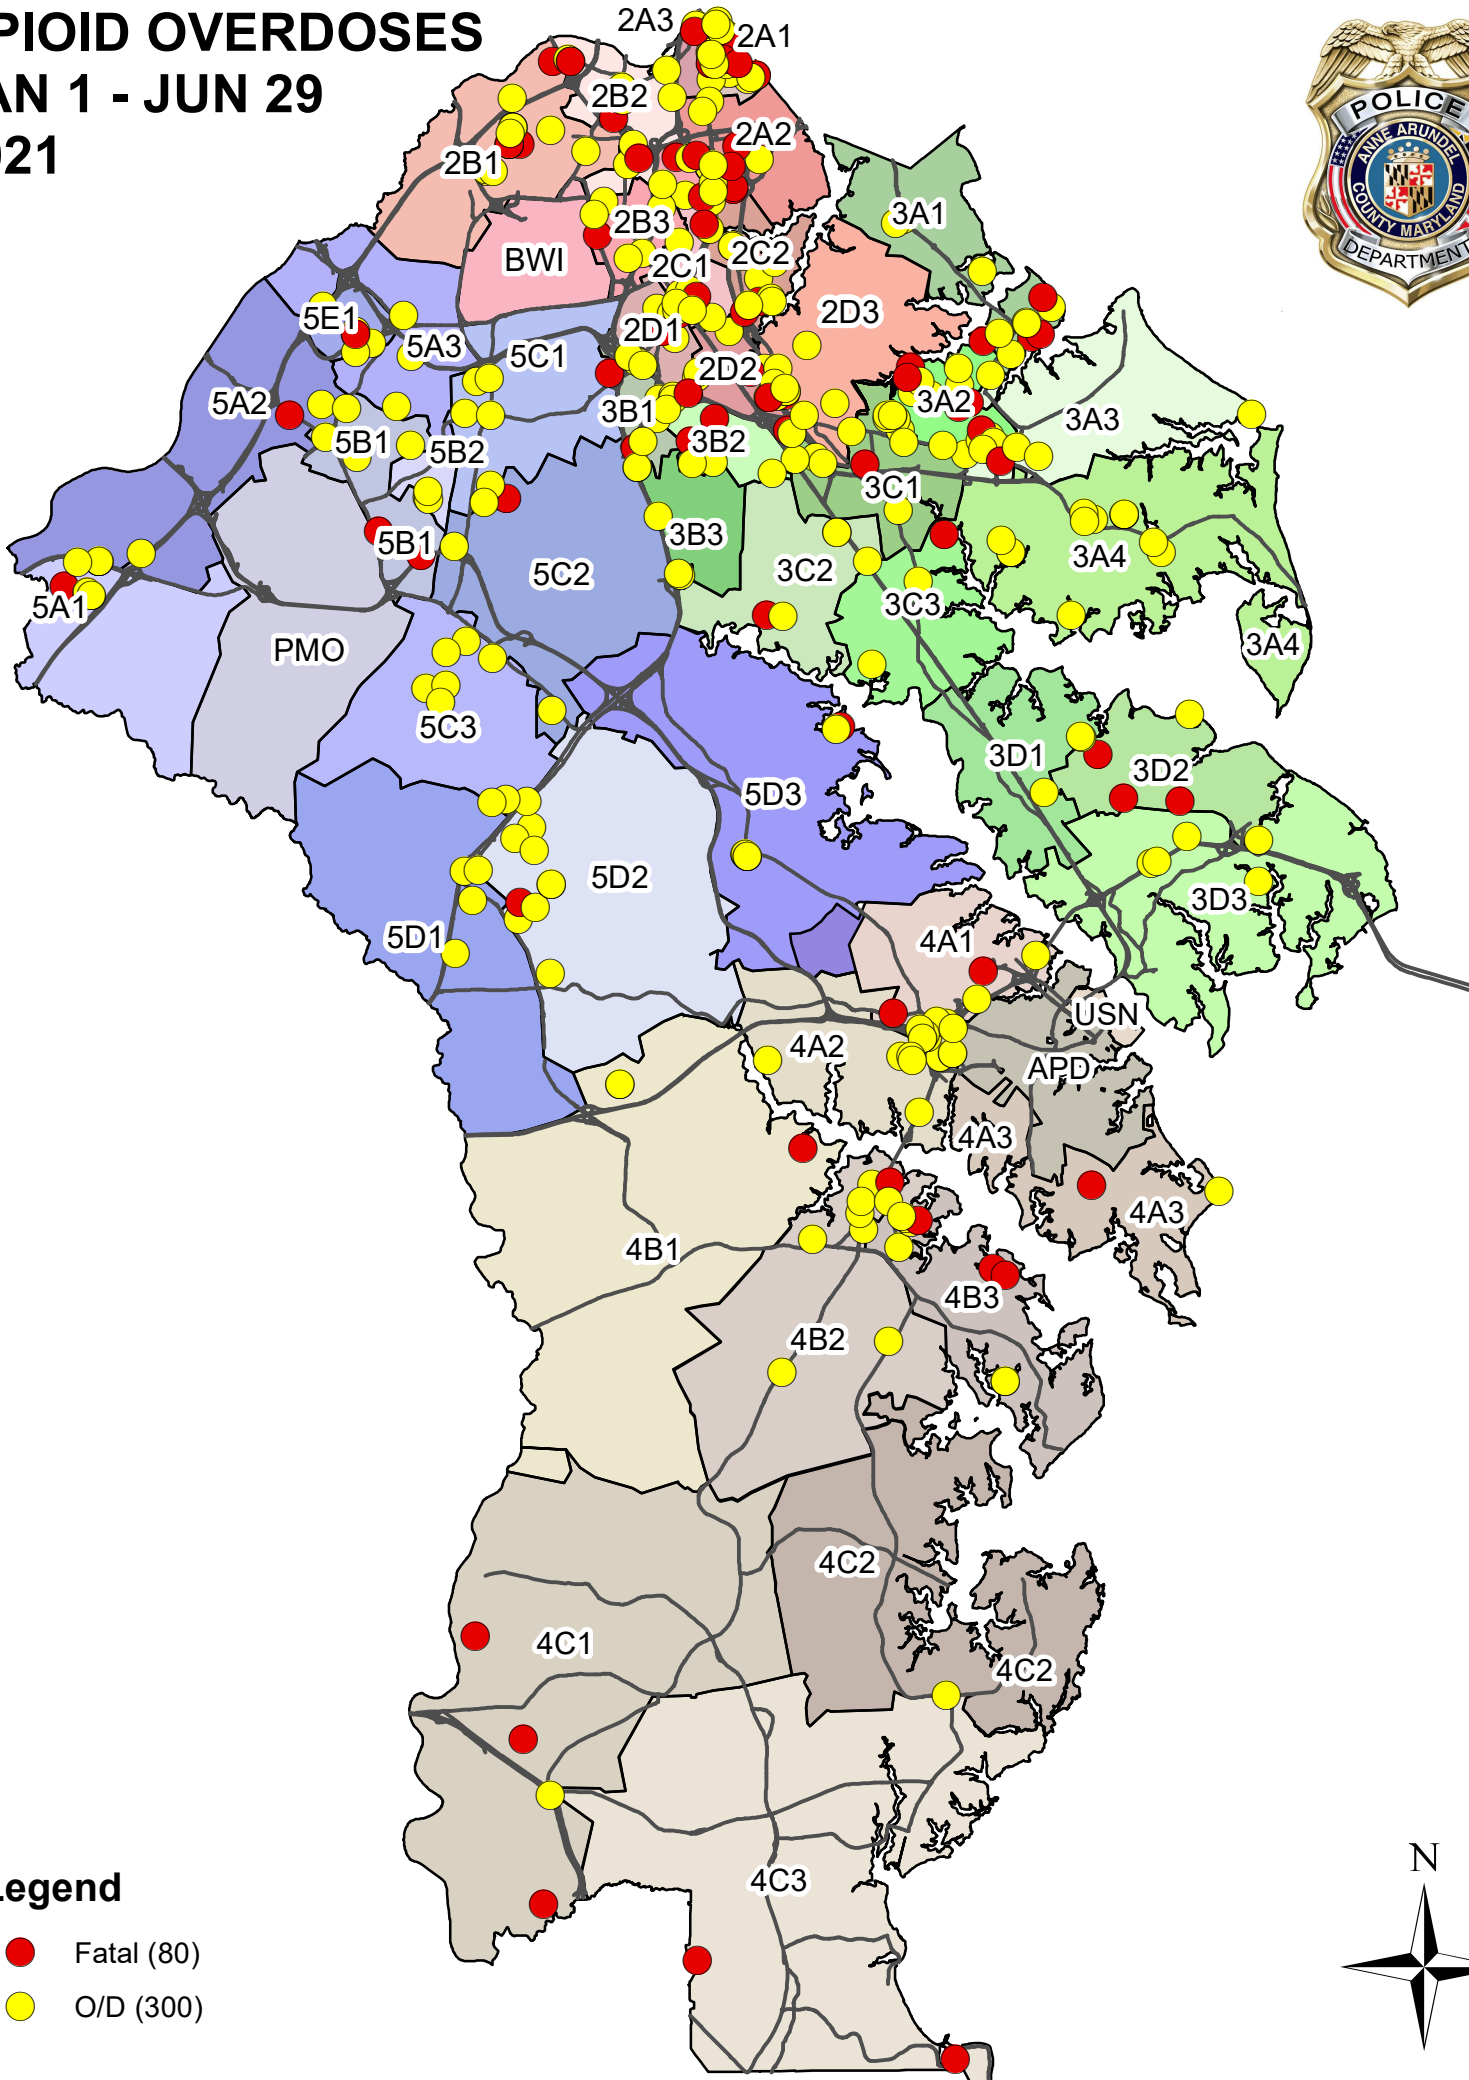 PIOID OVERDOSES
AN 1 - JUN 29
021
2A3
2A1
2B2
2A2
2B1
POLICE
ANNE ARUNDEL
COUNTY MARYLAND
DEPARTMENT
3A1
2B3
BWI
2C2
2C1
5E1
2D3
2D1
5A3
5C1
2D2
5A2
3A2
3B1
3A3
5B1
3B2
5B2
3C1
3B3
5B1
3A4
5C2
3C2
3C3
5A1
PMO
3A4
5C3
3D1
3D2
5D3
5D2
3D3
5D1
4A1
USN
4A2
APD
4A3
4A3
4B1
4B3
4B2
4C2
4C1
4C2
N
4C3
Legend
Fatal (80)
O/D (300)